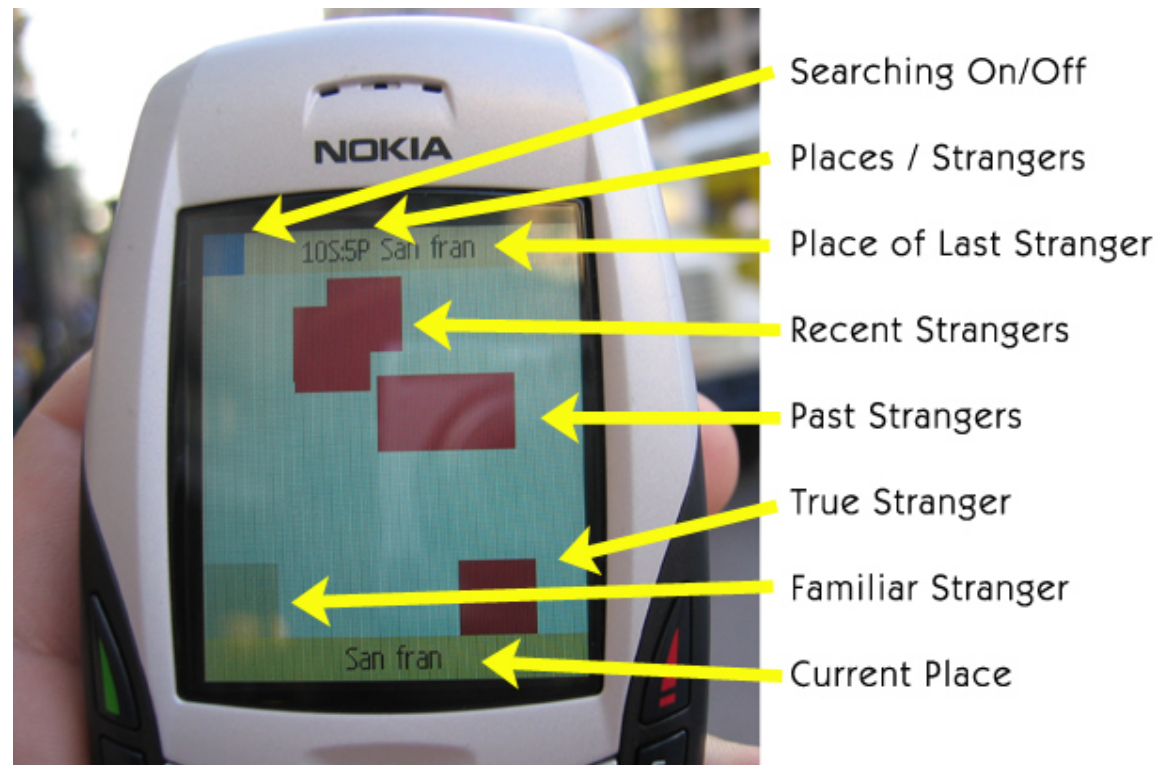 Searching On/Off
NOKIA
Places / Strangers
10S:5P San fran
Place of Last Stranger
Recent Strangers
Past Strangers
True Stranger
Familiar Stranger
San fran
Current Place